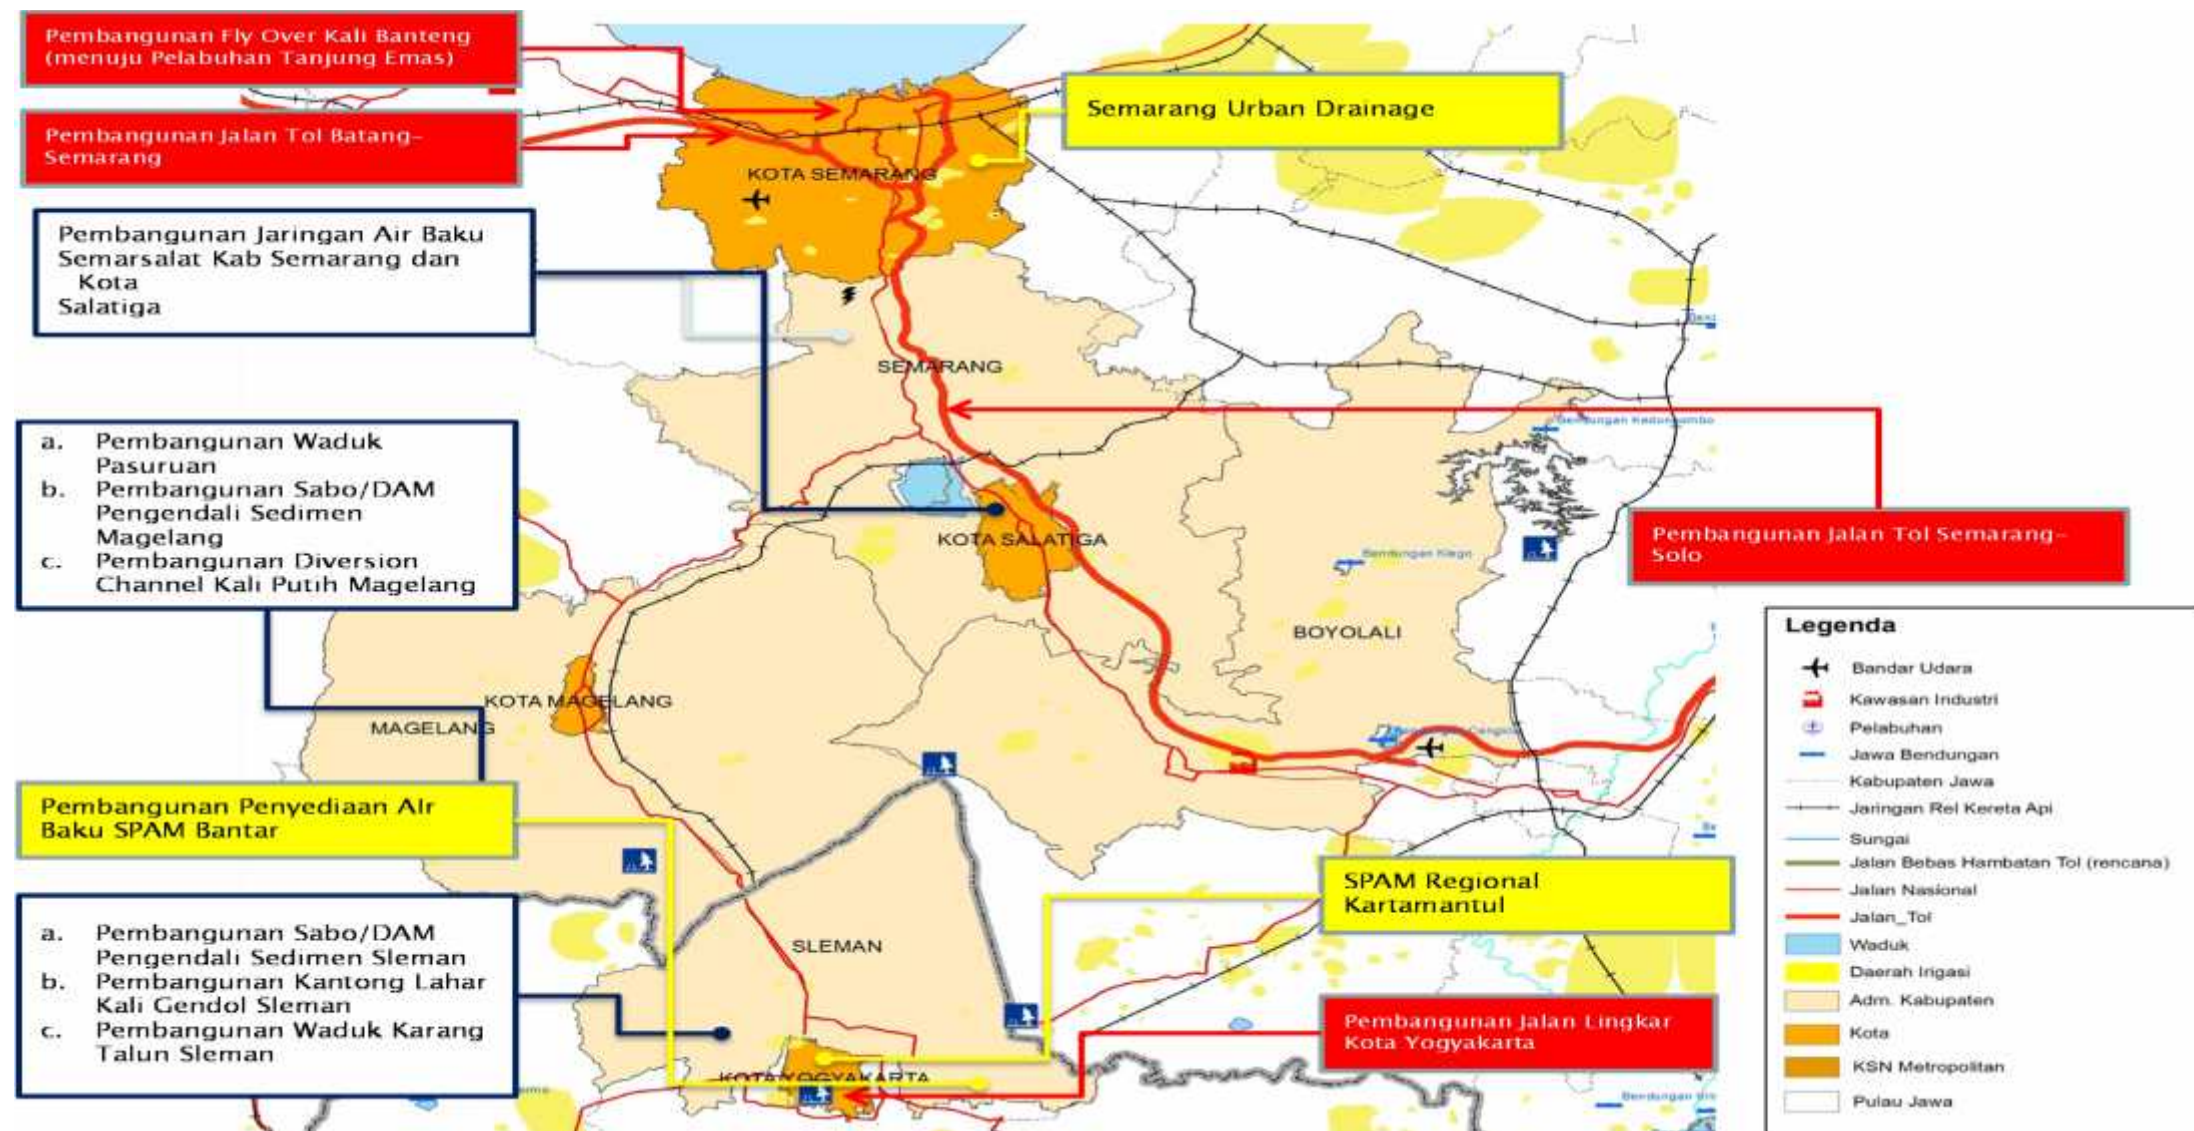 Pembangunan Fly Over Kali Banteng
(menuju Pelabuhan Tanjung Emas)
Pembangunan Jalan Tol Batang-
Semarang
Semarang Urban Drainage
KOTA SEMARANG
Pembangunan Jaringan Air Baku
Semarsalat Kab Semarang dan
Kota
Salatiga
SEMARANG
a. Pembangunan Waduk
Pasuruan
b. Pembangunan Sabo/DAM
Pengendali Sedimen
Magelang
c. Pembangunan Diversion
Channel Kali Putih Magelang
KOTA SALATIGA
Pembangunan Jalan Tol Semarang-
Solo
BOYOLALI
KOTA MAGELANG
MAGELANG
Pembangunan Penyediaan AIr
Baku SPAM Bantar
SPAM Regional
Kartamantul
a. Pembangunan Sabo/DAM
Pengendali Sedimen Sleman
b. Pembangunan Kantong Lahar
Kali Gendol Sleman
c. Pembangunan Waduk Karang
Talun Sleman
SLEMAN
Pembangunan Jalan Lingkar
Kota Yogyakarta
KOTA YOGYAKARTA
Legenda
Bandar Udara
Kawasan Industri
Pelabuhan
Jawa Bendungan
Kabupaten Jawa
Jaringan Rel Kereta Api
Sungai
Jalan Bebas Hambatan Tol (rencana)
Jalan Nasional
Jalan_Tol
Waduk
Daerah Irigasi
Adm. Kabupaten
Kota
KSN Metropolitan
Pulau Jawa